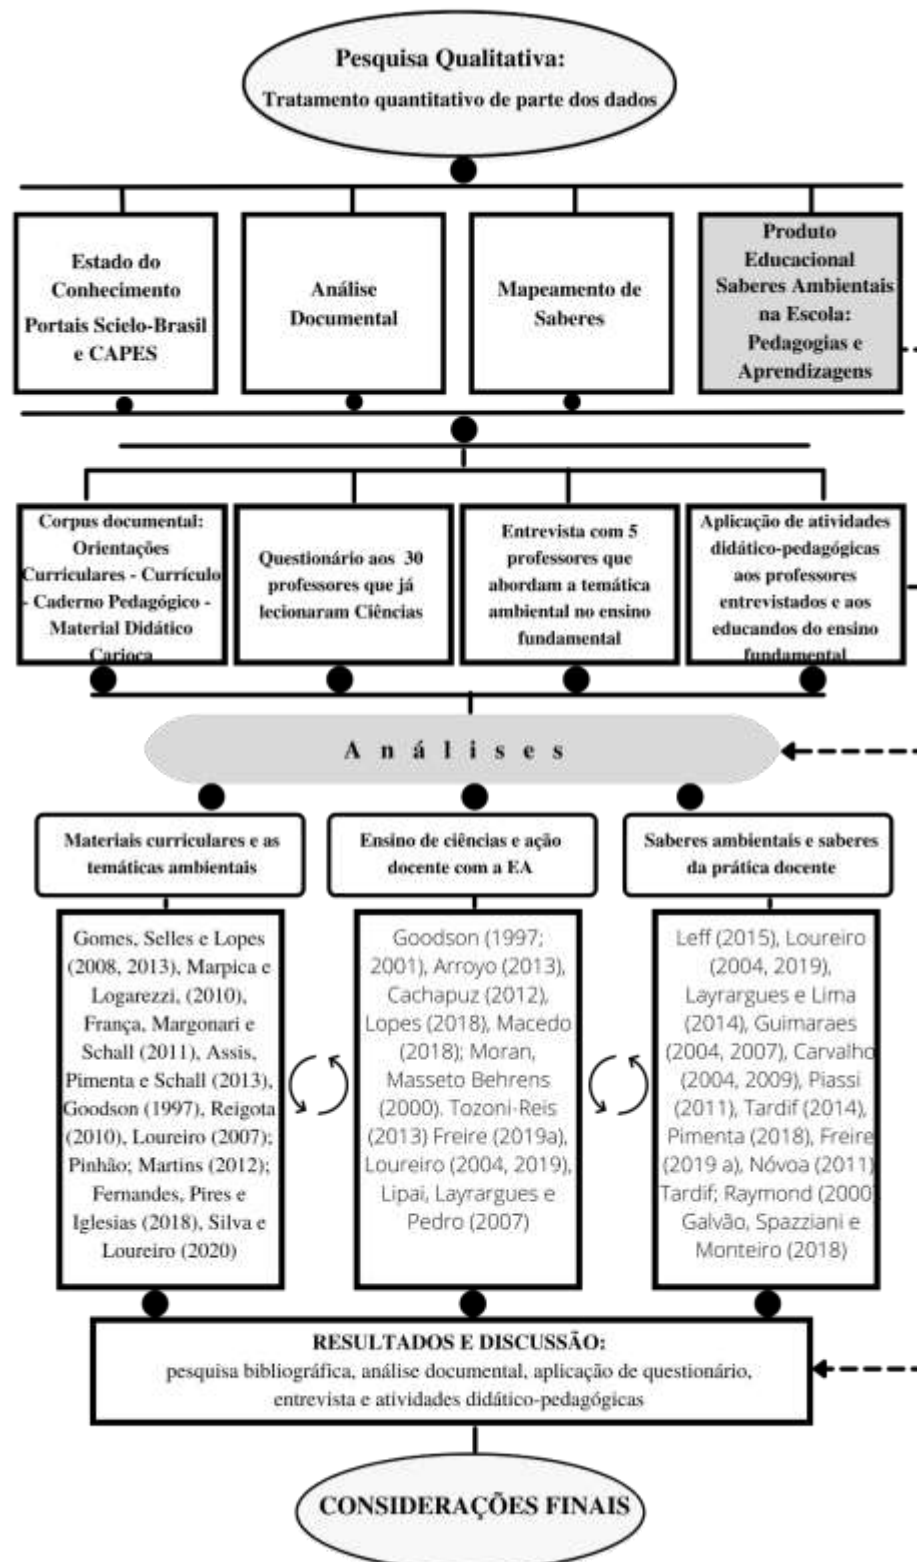 Pesquisa Qualitativa:
Tratamento quantitativo de parte dos dados
Estado do
Conhecimento
Portais Scielo-Brasil
e CAPES
Análise
Documental
Mapeamento de
Saberes
Produto
Educacional
Saberes Ambientais
na Escola:
Pedagogias e
Aprendizagens
Corpus documental:
Orientações
Curriculares - Currículo
- Caderno Pedagógico -
Material Didático
Carioca
Questionário aos 30
professores que já
lecionaram Ciências
Entrevista com 5
professores que
abordam a temática
ambiental no ensino
fundamental
Aplicação de atividades
didático-pedagógicas
aos professores
entrevistados e aos
educandos do ensino
fundamental
Análises
Materiais curriculares e as
temáticas ambientais
Ensino de ciências e ação
docente com a EA
Saberes ambientais e saberes
da prática docente
Gomes, Selles e Lopes
(2008, 2013), Marpica e
Logarezzi, (2010),
França, Margonari e
Schall (2011), Assis,
Pimenta e Schall (2013),
Goodson (1997), Reigota
(2010), Loureiro (2007);
Pinhão; Martins (2012);
Fernandes, Pires e
Iglesias (2018), Silva e
Loureiro (2020)
Goodson (1997;
2001), Arroyo (2013),
Cachapuz (2012),
Lopes (2018), Macedo
(2018); Moran,
Masseto Behrens
(2000). Tozoni-Reis
(2013) Freire (2019a),
Loureiro (2004, 2019),
Lipai, Layrargues e
Pedro (2007)
Leff (2015), Loureiro
(2004, 2019),
Layrargues e Lima
(2014), Guimaraes
(2004, 2007), Carvalho
(2004, 2009), Piassi
(2011), Tardif (2014),
Pimenta (2018), Freire
(2019 a), Nóvoa (2011)
Tardif; Raymond (2000)
Galvão, Spazziani e
Monteiro (2018)
RESULTADOS E DISCUSSÃO:
pesquisa bibliográfica, análise documental, aplicação de questionário,
entrevista e atividades didático-pedagógicas
CONSIDERAÇÕES FINAIS